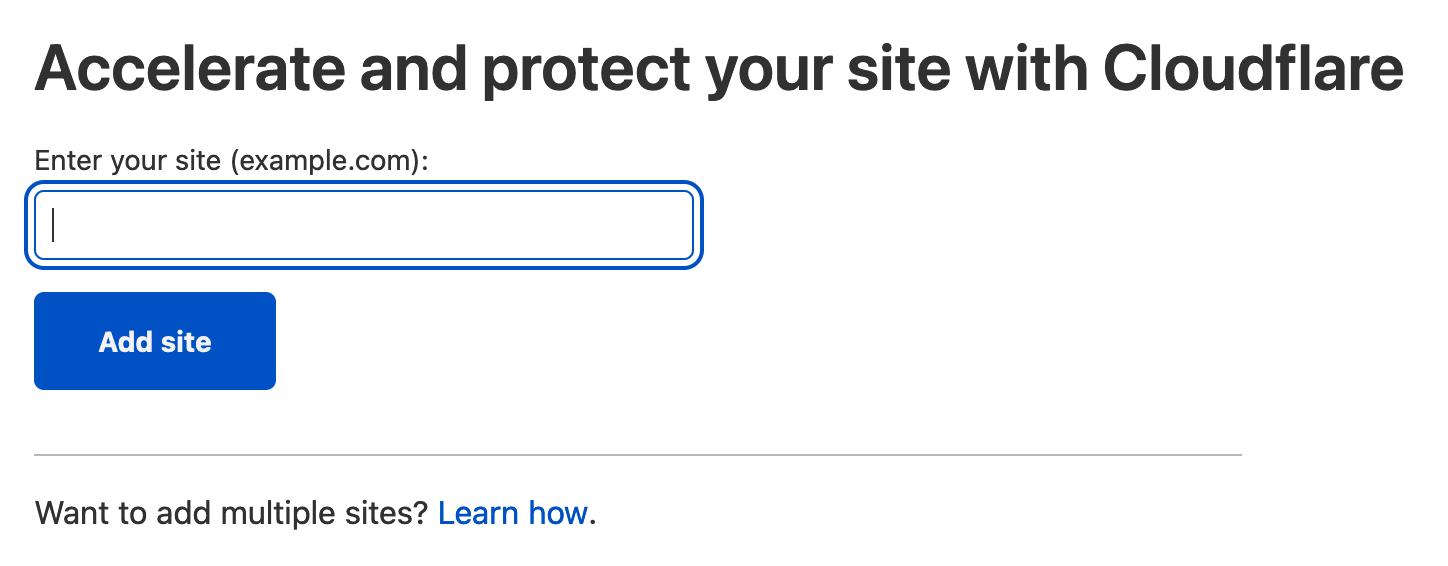 Accelerate and protect your site with Cloudflare
Enter your site (example.com):
Add site
Want to add multiple sites? Learn how.